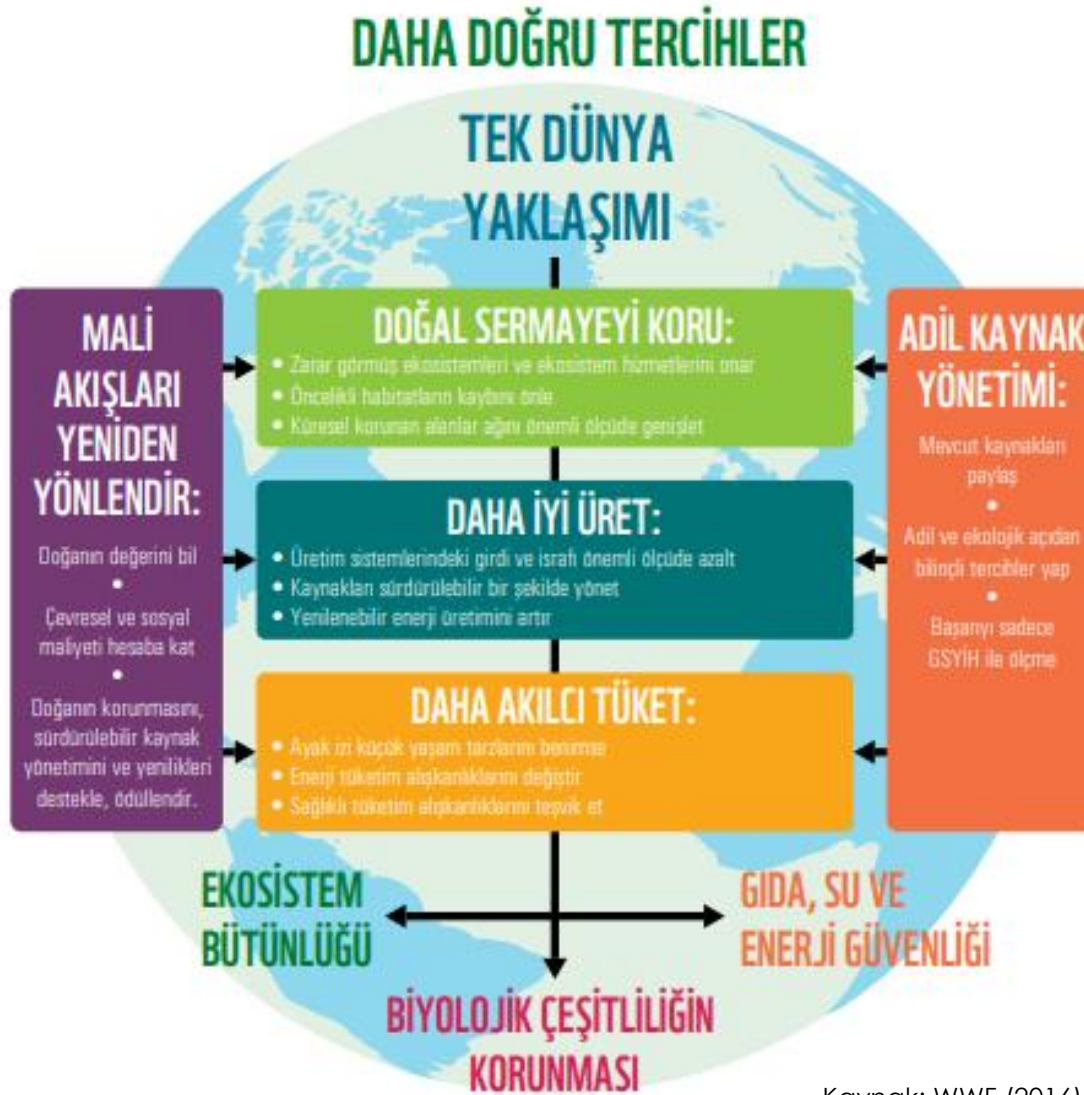 DAHA DOĞRU TERCİHLER
TEK DÜNYA
YAKLAŞIMI
MALİ
AKIŞLARI
YENİDEN
YÖNLENDİR:
Doğanın değerini bil
•
Çevresel ve sosyal
maliyeti hesaba kat
•
Doğanın korunmasını,
sürdürülebilir kaynak
yönetimini ve yenilikleri
destekle, ödüllendir.
DOĞAL SERMAYEYİ KORU:
• Zarar görmüş ekosistemleri ve ekosistem hizmetlerini onar
• Öncelikli habitatların kaybını önle
• Küresel korunan alanlar ağını önemli ölçüde genişlet
DAHA İYİ ÜRET:
• Üretim sistemlerindeki girdi ve israfı önemli ölçüde azalt
• Kaynakları sürdürülebilir bir şekilde yönet
• Yenilenebilir enerji üretimini artır
DAHA AKILCI TÜKET:
• Ayak izi küçük yaşam tarzlarını benimse
• Enerji tüketim alışkanlıklarını değiştir
• Sağlıklı tüketim alışkanlıklarını teşvik et
ADİL KAYNAK
YÖNETİMİ:
Mevcut kaynakları
paylaş
•
Adil ve ekolojik açıdan
bilinçli tercihler yap
•
Başarıyı sadece
GSYİH ile ölçme
EKOSİSTEM
BÜTÜNLÜĞÜ
GIDA, SU VE
ENERJİ GÜVENLİĞİ
BİYOLOJİK ÇEŞİTLİLİĞİN
KORUNMASI
Kaynak: WWF (2016)